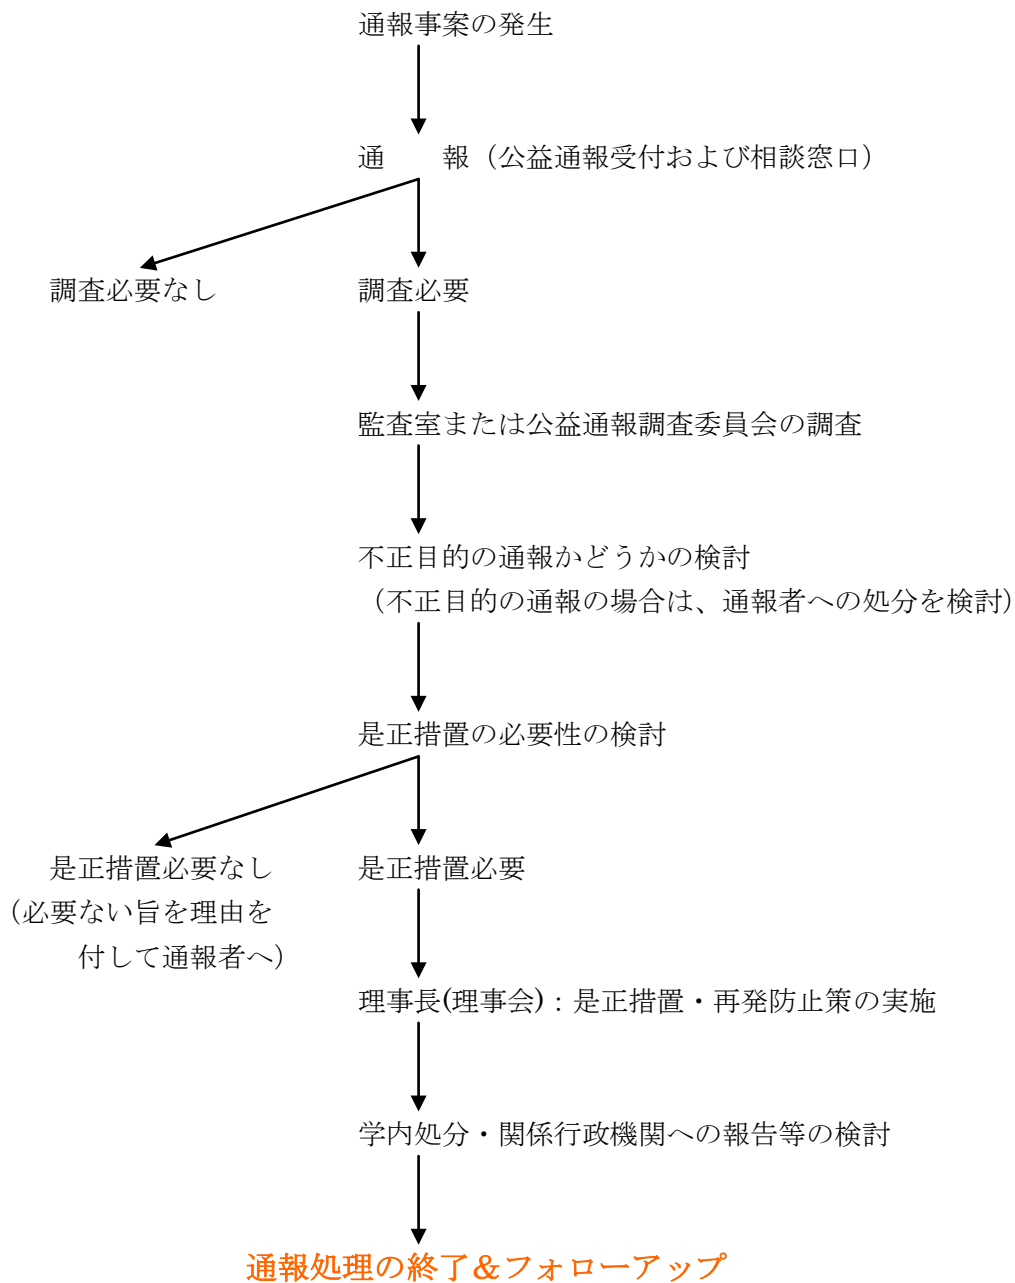 通報事案の発生
通　　報（公益通報受付および相談窓口）
調査必要なし　調査必要
監査室または公益通報調査委員会の調査
不正目的の通報かどうかの検討
（不正目的の通報の場合は、通報者への処分を検討）
是正措置の必要性の検討
是正措置必要なし　是正措置必要
（必要ない旨を理由を
付して通報者へ）
理事長(理事会)：是正措置・再発防止策の実施
学内処分・関係行政機関への報告等の検討
通報処理の終了＆フォローアップ